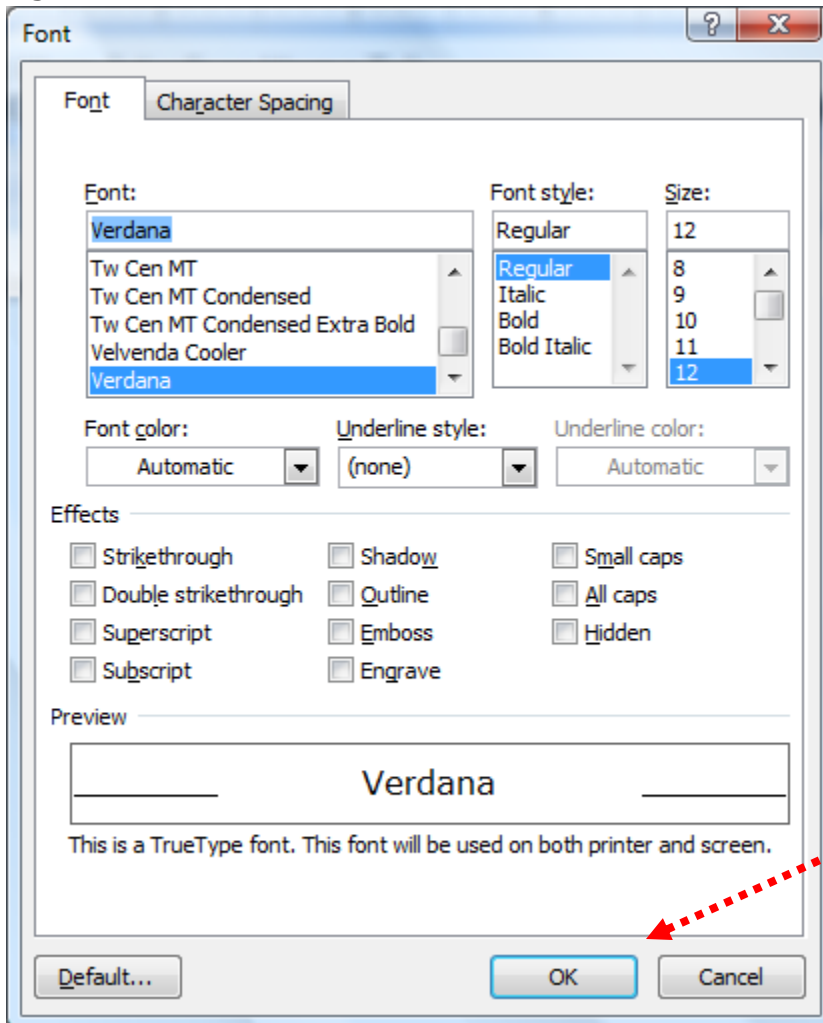 Font
Font Character Spacing
Font: Font style: Size:
Verdana Regular 12
Tw Cen MT Regular 8
Tw Cen MT Condensed Italic 9
Tw Cen MT Condensed Extra Bold Bold 10
Velvenda Cooler Bold Italic 11
Verdana 12
Font color: Underline style: Underline color:
Automatic (none) Automatic
Effects
Strikethrough Shadow Small caps
Double strikethrough Outline All caps
Superscript Emboss Hidden
Subscript Engrave
Preview
Verdana
This is a TrueType font. This font will be used on both printer and screen.
Default... OK Cancel